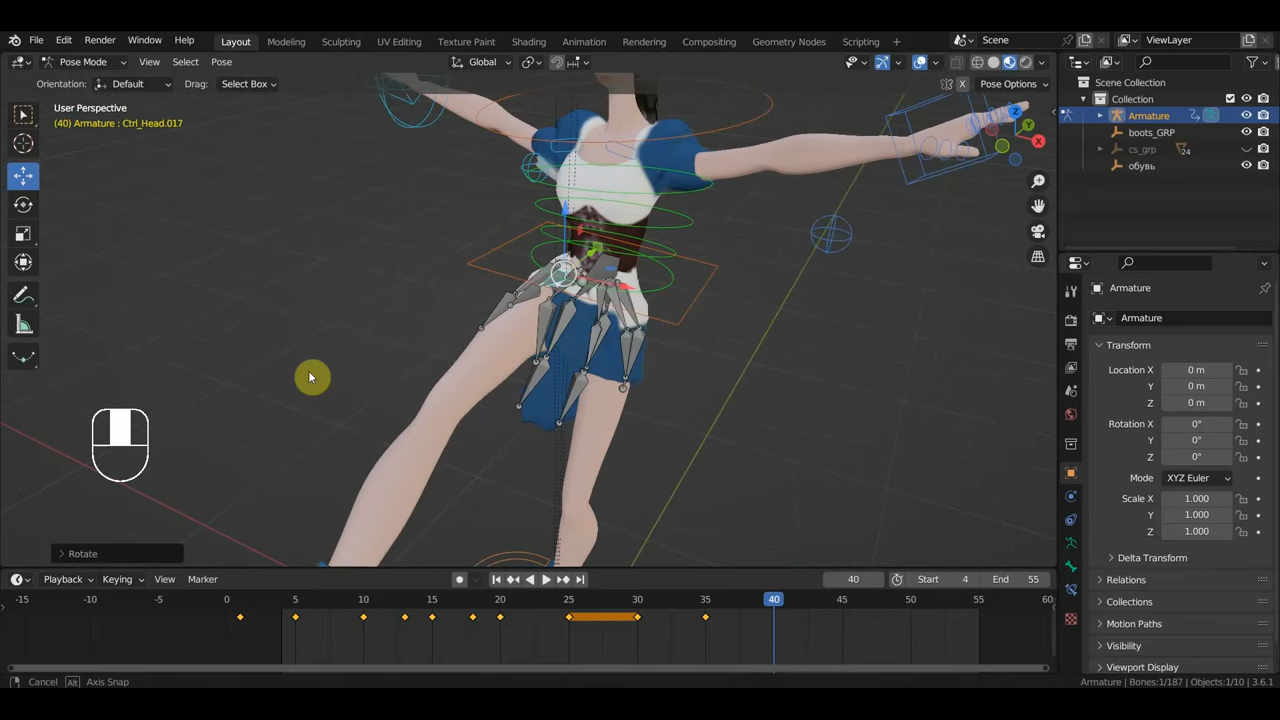 File Edit Render Window Help
Layout Modeling Sculpting UV Editing Texture Paint Shading Animation Rendering Compositing Geometry Nodes Scripting +
Scene
ViewLayer
Pose Mode View Select Pose
Global
Orientation: Default Drag: Select Box
X Pose Options
Scene Collection
Collection
Armature
boots_GRP
cs_grp 24
обувь
User Perspective
(40) Armature : Ctrl_Head.017
Z
Y
X
Armature
Armature
Transform
Location X 0 m
Y 0 m
Z 0 m
Rotation X 0°
Y 0°
Z 0°
Mode XYZ Euler
Scale X 1.000
Y 1.000
Z 1.000
Delta Transform
Relations
Collections
Motion Paths
Visibility
Viewport Display
Rotate
Playback Keying View Marker
40 Start 4 End 55
-15 -10 -5 0 5 10 15 20 25 30 35 40 45 50 55 60
Cancel Alt Axis Snap
Armature | Bones:1/187 | Objects:1/10 | 3.6.1